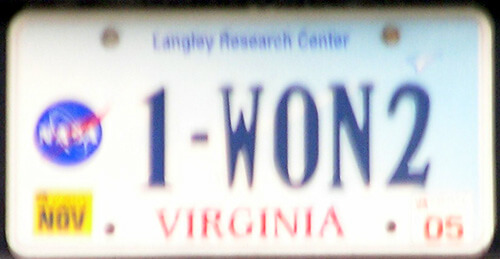 Langley Research Center
NASA 1-WON2
NOV VIRGINIA 05